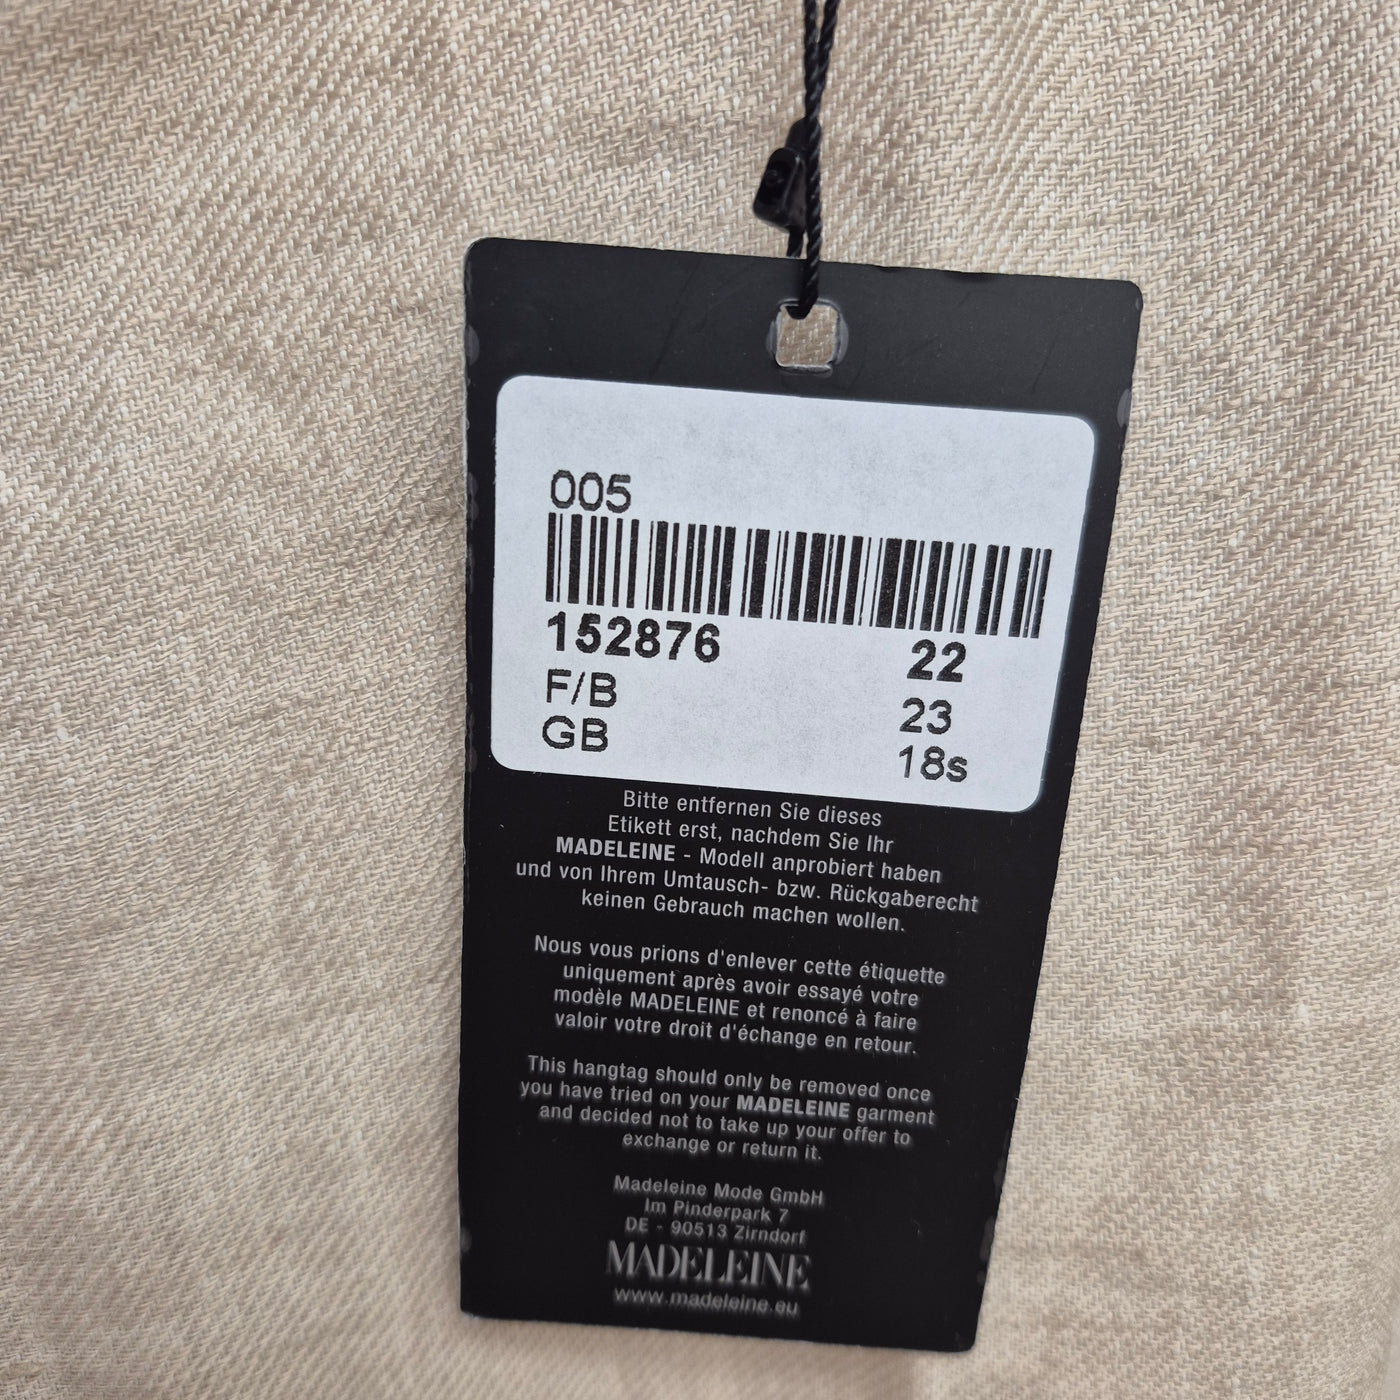 005
152876 22
F/B 23
GB 18s
Bitte entfernen Sie dieses
Etikett erst, nachdem Sie Ihr
MADELEINE - Modell anprobiert haben
und von Ihrem Umtausch- bzw. Rückgaberecht
keinen Gebrauch machen wollen.
Nous vous prions d'enlever cette étiquette
uniquement après avoir essayé votre
modèle MADELEINE et renoncé à faire
valoir votre droit d'échange en retour.
This hangtag should only be removed once
you have tried on your MADELEINE garment
and decided not to take up your offer to
exchange or return it.
Madeleine Mode GmbH
Im Pinderpark 7
DE - 90513 Zirndorf
MADELEINE
www.madeleine.eu